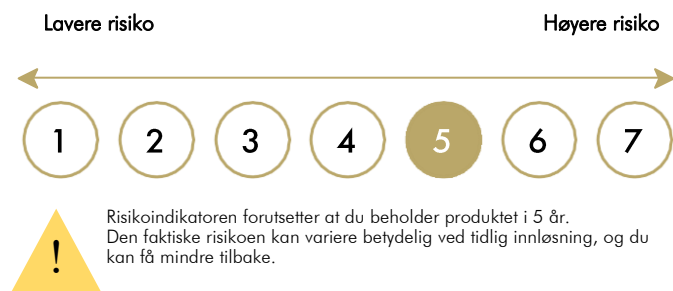 Lavere risiko Høyere risiko
1 2 3 4 5 6 7
Risikoindikatoren forutsetter at du beholder produktet i 5 år.
Den faktiske risikoen kan variere betydelig ved tidlig innløsning, og du
kan få mindre tilbake.
!